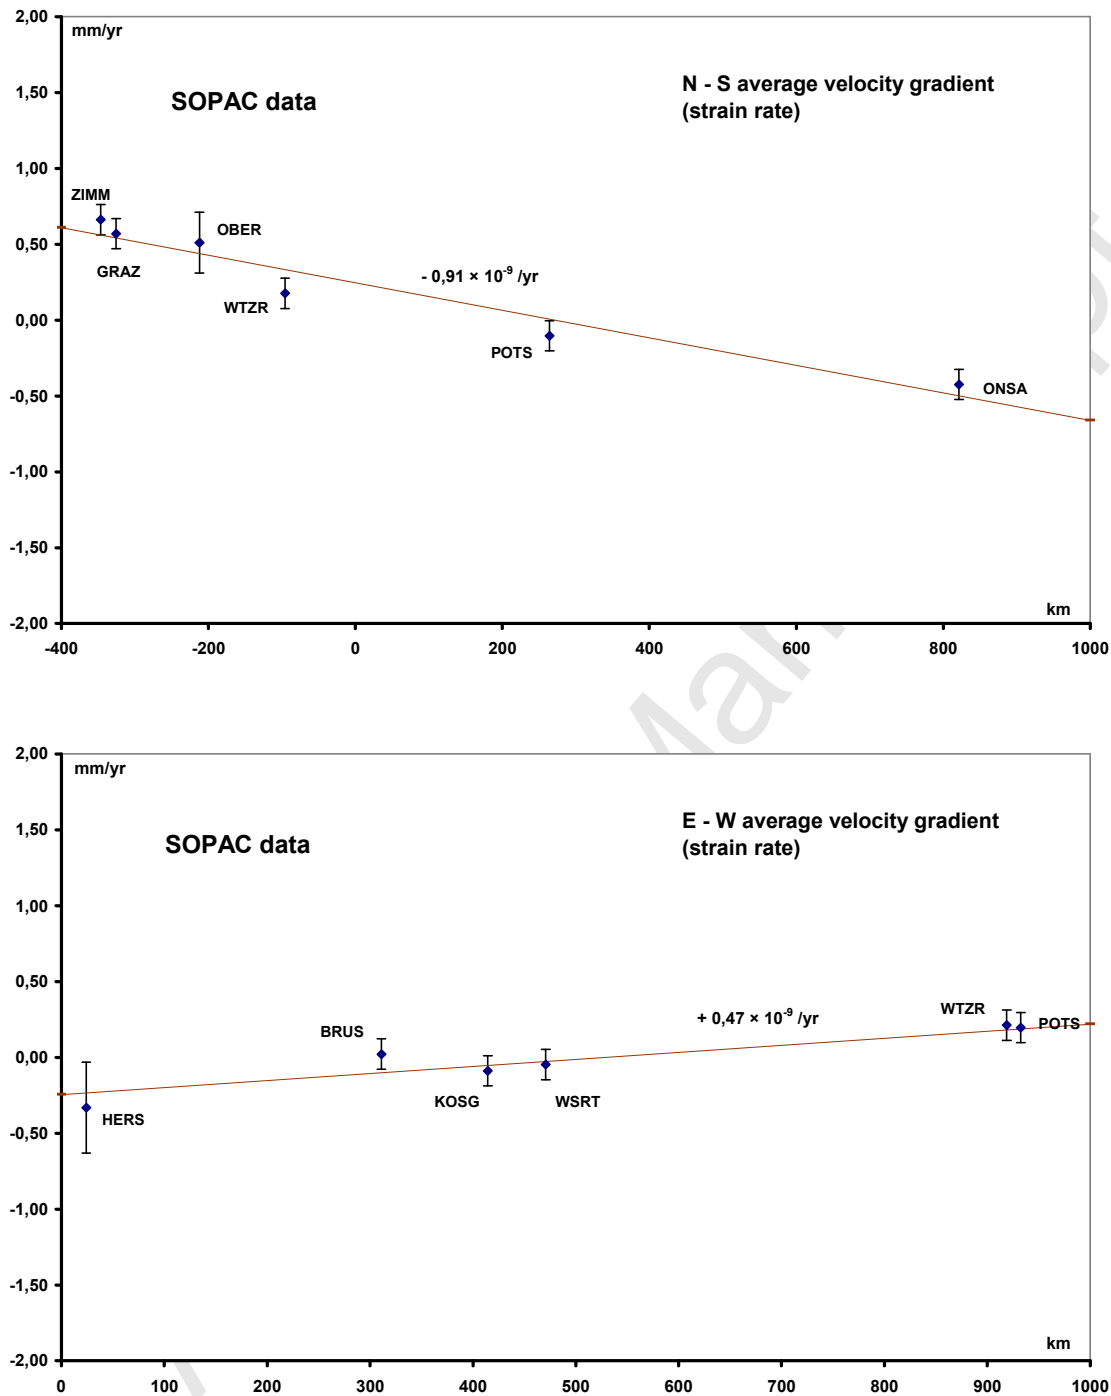 2,00
mm/yr
N - S average velocity gradient
(strain rate)
SOPAC data
1,50
1,00
ZIMM
OBER
0,50
GRAZ
- 0,91 × 10⁻⁹ /yr
WTZR
0,00
POTS
ONSA
-0,50
-1,00
-1,50
km
-2,00
-400 -200 0 200 400 600 800 1000
2,00
mm/yr
E - W average velocity gradient
(strain rate)
SOPAC data
1,50
1,00
0,50
WTZR
+ 0,47 × 10⁻⁹ /yr
POTS
BRUS
0,00
KOSG
WSRT
HERS
-0,50
-1,00
-1,50
km
-2,00
0 100 200 300 400 500 600 700 800 900 1000